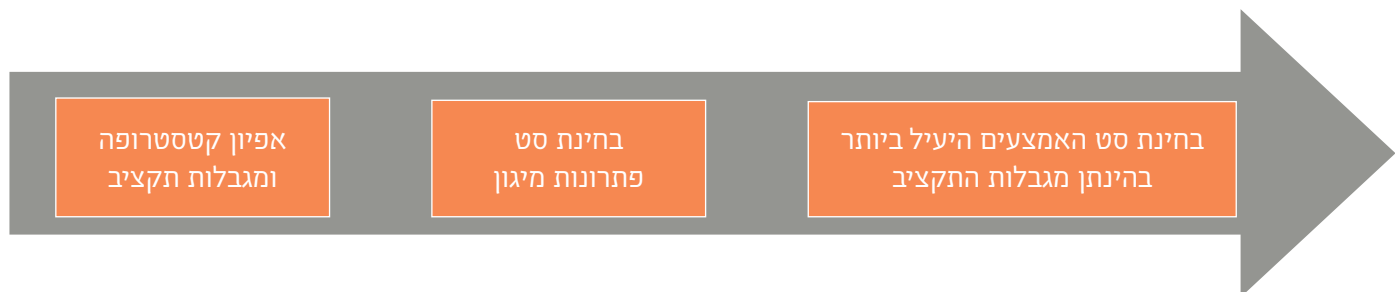 אפיון קטסטרופה
ומגבלות תקציב
בחינת סט
פתרונות מיגון
בחינת סט האמצעים היעיל ביותר
בהינתן מגבלות התקציב